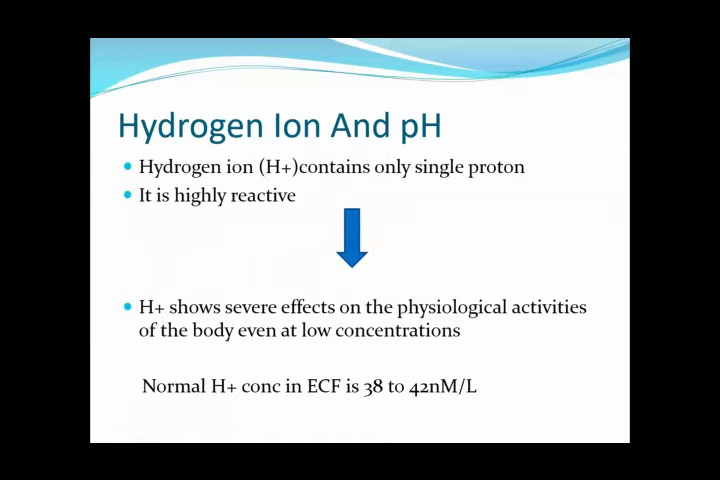 Hydrogen Ion And pH
• Hydrogen ion (H+)contains only single proton
• It is highly reactive
• H+ shows severe effects on the physiological activities
of the body even at low concentrations
Normal H+ conc in ECF is 38 to 42nM/L